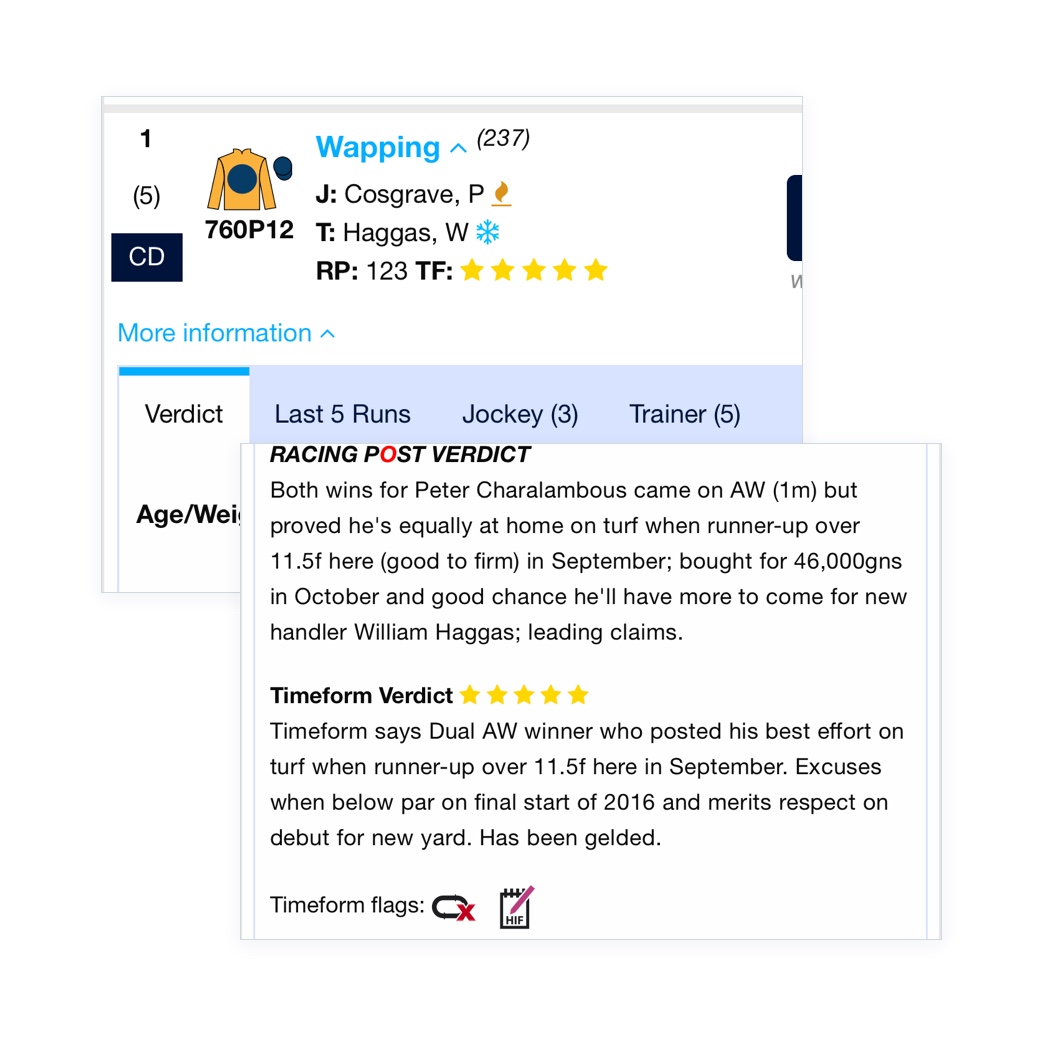 1
(5)
CD
760P12
Wapping (237)
J: Cosgrave, P
T: Haggas, W
RP: 123 TF:
More information
Verdict
Last 5 Runs
Jockey (3)
Trainer (5)
RACING POST VERDICT
Both wins for Peter Charalambous came on AW (1m) but
proved he's equally at home on turf when runner-up over
11.5f here (good to firm) in September; bought for 46,000gns
in October and good chance he'll have more to come for new
handler William Haggas; leading claims.
Timeform Verdict
Timeform says Dual AW winner who posted his best effort on
turf when runner-up over 11.5f here in September. Excuses
when below par on final start of 2016 and merits respect on
debut for new yard. Has been gelded.
Timeform flags:
HIF
Age/Wei